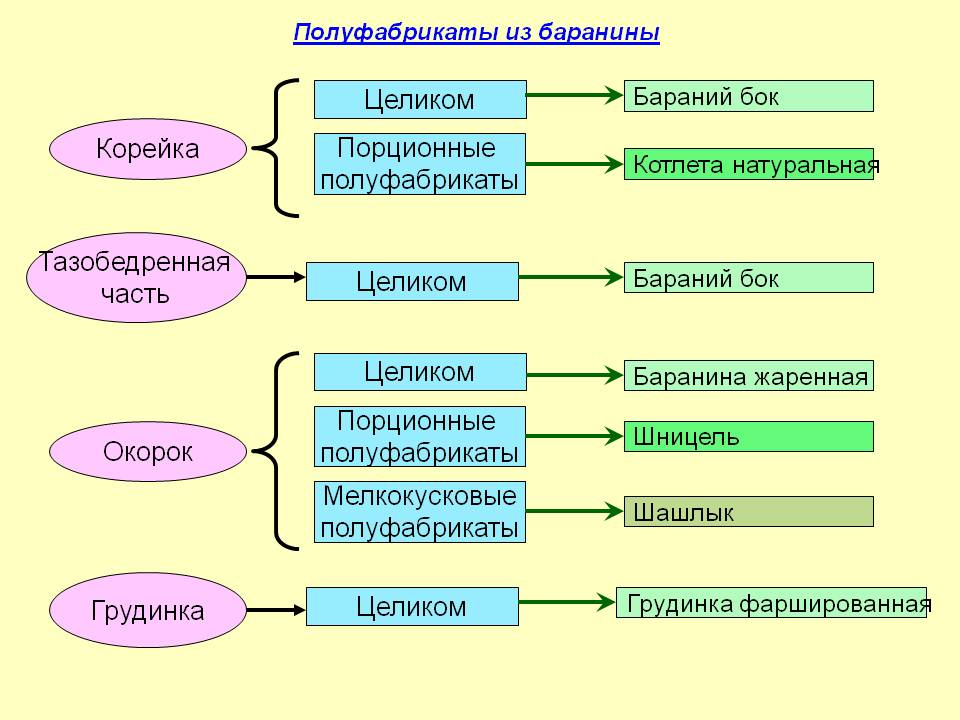 Полуфабрикаты из баранины
Корейка
Целиком
Бараний бок
Порционные
полуфабрикаты
Котлета натуральная
Тазобедренная
часть
Целиком
Бараний бок
Окорок
Целиком
Баранина жаренная
Порционные
полуфабрикаты
Шницель
Мелкокусковые
полуфабрикаты
Шашлык
Грудинка
Целиком
Грудинка фаршированная